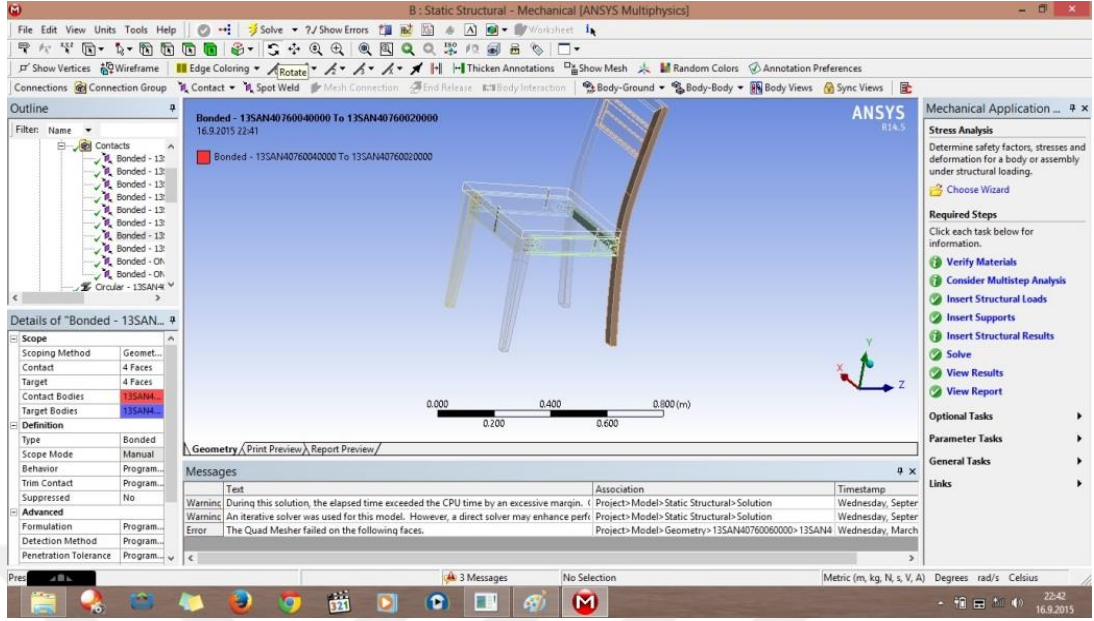 B : Static Structural - Mechanical [ANSYS Multiphysics]
File Edit View Units Tools Help Solve ?/ Show Errors A Worksheet
Show Vertices Wireframe Edge Coloring Thicken Annotations Show Mesh Random Colors Annotation Preferences
Rotate
Connections Connection Group Contact Spot Weld Mesh Connection End Release Body Interaction Body-Ground Body-Body Body Views Sync Views
Outline
Filter: Name
Contacts
Bonded - 13
Bonded - 13
Bonded - 13
Bonded - 13
Bonded - 13
Bonded - 13
Bonded - 13
Bonded - 13
Bonded - ON
Bonded - ON
Circular - 13SAN4
Details of "Bonded - 13SAN...
Scope
Scoping Method Geomet...
Contact 4 Faces
Target 4 Faces
Contact Bodies 13SAN4...
Target Bodies 13SAN4...
Definition
Type Bonded
Scope Mode Manual
Behavior Program...
Trim Contact Program...
Suppressed No
Advanced
Formulation Program...
Detection Method Program...
Penetration Tolerance Program...
Bonded - 13SAN40760040000 To 13SAN40760020000
16.9.2015 22:41
Bonded - 13SAN40760040000 To 13SAN40760020000
ANSYS
R14.5
Y
X
Z
0.000 0.400 0.800 (m)
0.200 0.600
Geometry Print Preview Report Preview
Messages
Text Association Timestamp
Warning During this solution, the elapsed time exceeded the CPU time by an excessive margin. ( Project>Model>Static Structural>Solution Wednesday, Septer
Warning An iterative solver was used for this model. However, a direct solver may enhance perfo Project>Model>Static Structural>Solution Wednesday, Septer
Error The Quad Mesher failed on the following faces. Project>Model>Geometry>13SAN40760060000>13SAN4 Wednesday, March
Mechanical Application ...
Stress Analysis
Determine safety factors, stresses and
deformation for a body or assembly
under structural loading.
Choose Wizard
Required Steps
Click each task below for
information.
Verify Materials
Consider Multistep Analysis
Insert Structural Loads
Insert Supports
Insert Structural Results
Solve
View Results
View Report
Optional Tasks
Parameter Tasks
General Tasks
Links
Pres 3 Messages No Selection Metric (m, kg, N, s, V, A) Degrees rad/s Celsius
321
M
22:42
16.9.2015